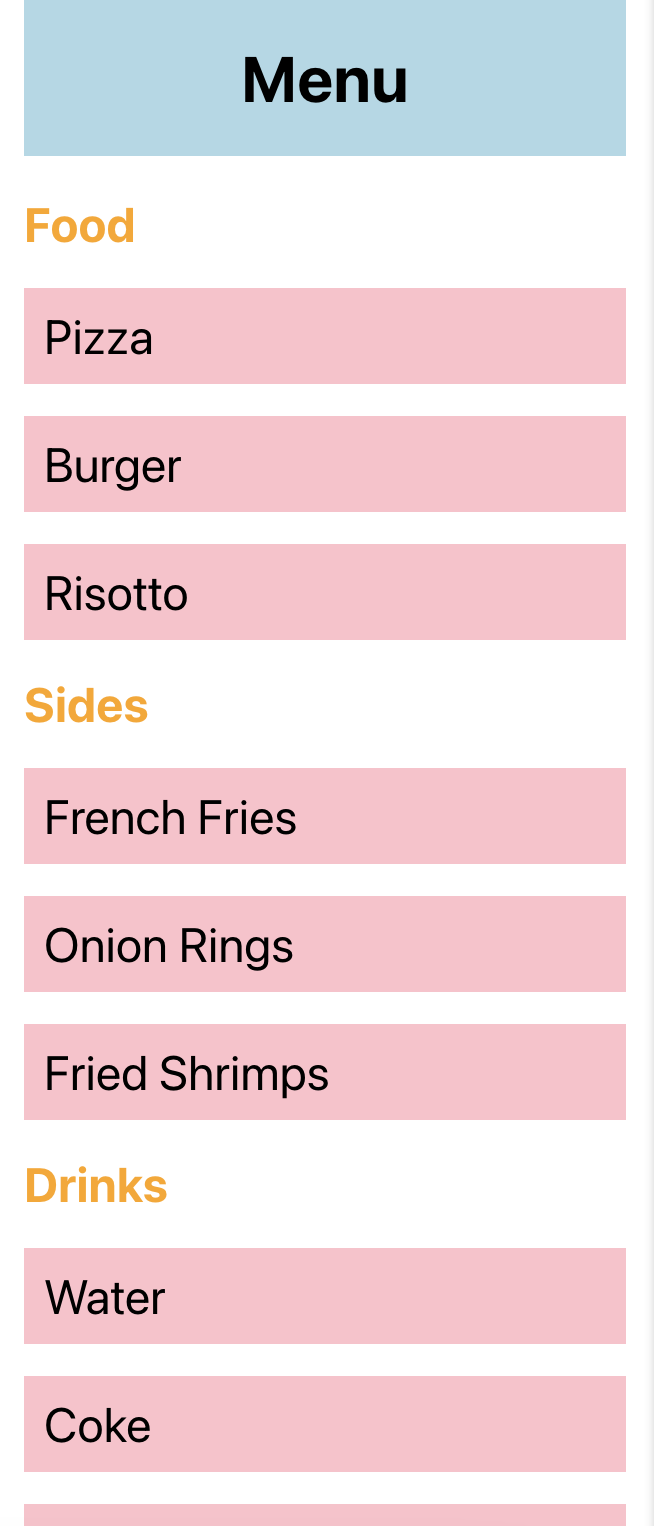 Menu
Food
Pizza
Burger
Risotto
Sides
French Fries
Onion Rings
Fried Shrimps
Drinks
Water
Coke